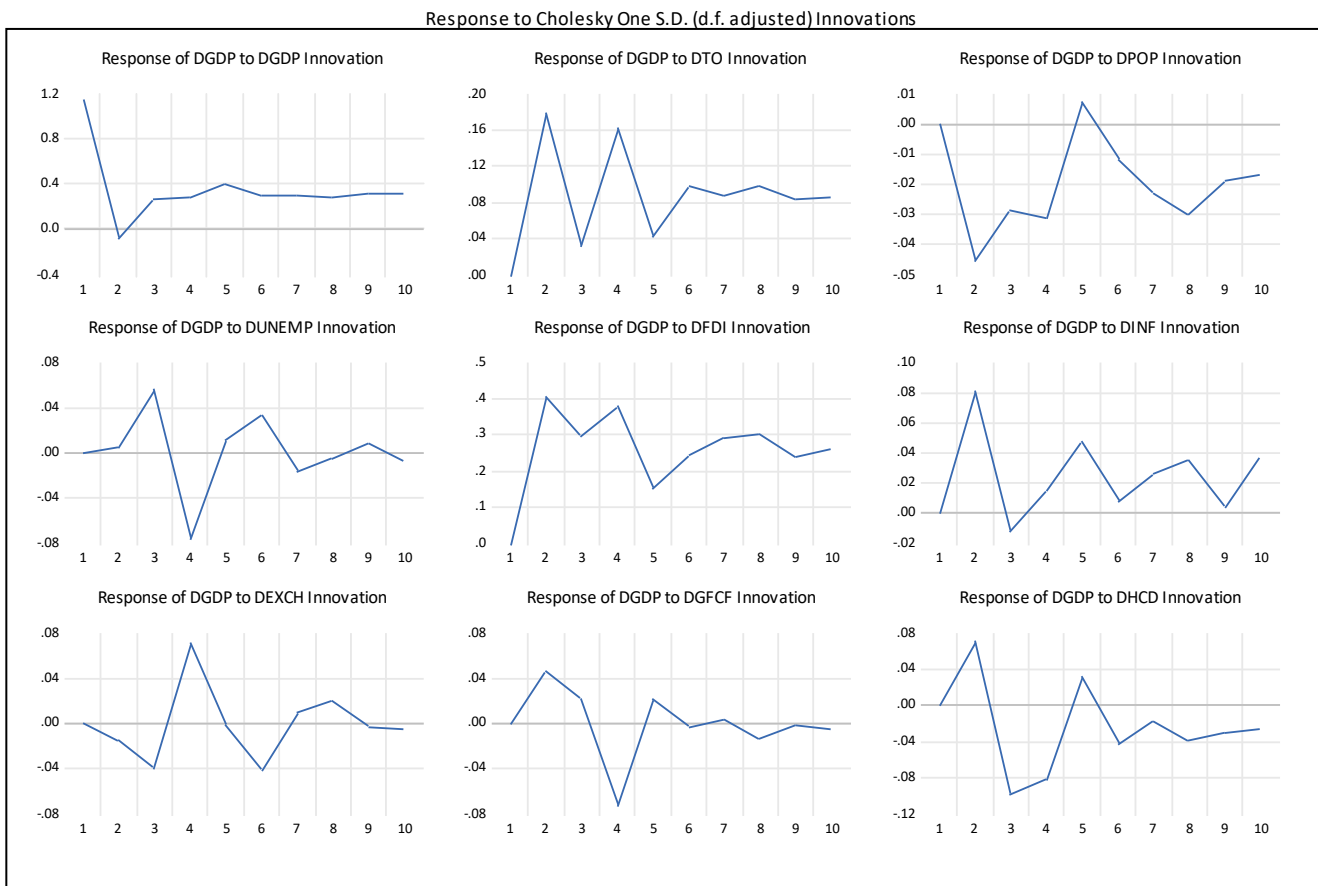 Response to Cholesky One S.D. (d.f. adjusted) Innovations
Response of DGDP to DGDP Innovation
1.2
0.8
0.4
0.0
-0.4
1 2 3 4 5 6 7 8 9 10
Response of DGDP to DTO Innovation
.20
.16
.12
.08
.04
.00
1 2 3 4 5 6 7 8 9 10
Response of DGDP to DPOP Innovation
.01
.00
-.01
-.02
-.03
-.04
-.05
1 2 3 4 5 6 7 8 9 10
Response of DGDP to DUNEMP Innovation
.08
.04
.00
-.04
-.08
1 2 3 4 5 6 7 8 9 10
Response of DGDP to DFDI Innovation
.5
.4
.3
.2
.1
.0
1 2 3 4 5 6 7 8 9 10
Response of DGDP to DINF Innovation
.10
.08
.06
.04
.02
.00
-.02
1 2 3 4 5 6 7 8 9 10
Response of DGDP to DEXCH Innovation
.08
.04
.00
-.04
-.08
1 2 3 4 5 6 7 8 9 10
Response of DGDP to DGFCF Innovation
.08
.04
.00
-.04
-.08
1 2 3 4 5 6 7 8 9 10
Response of DGDP to DHCD Innovation
.08
.04
.00
-.04
-.08
-.12
1 2 3 4 5 6 7 8 9 10